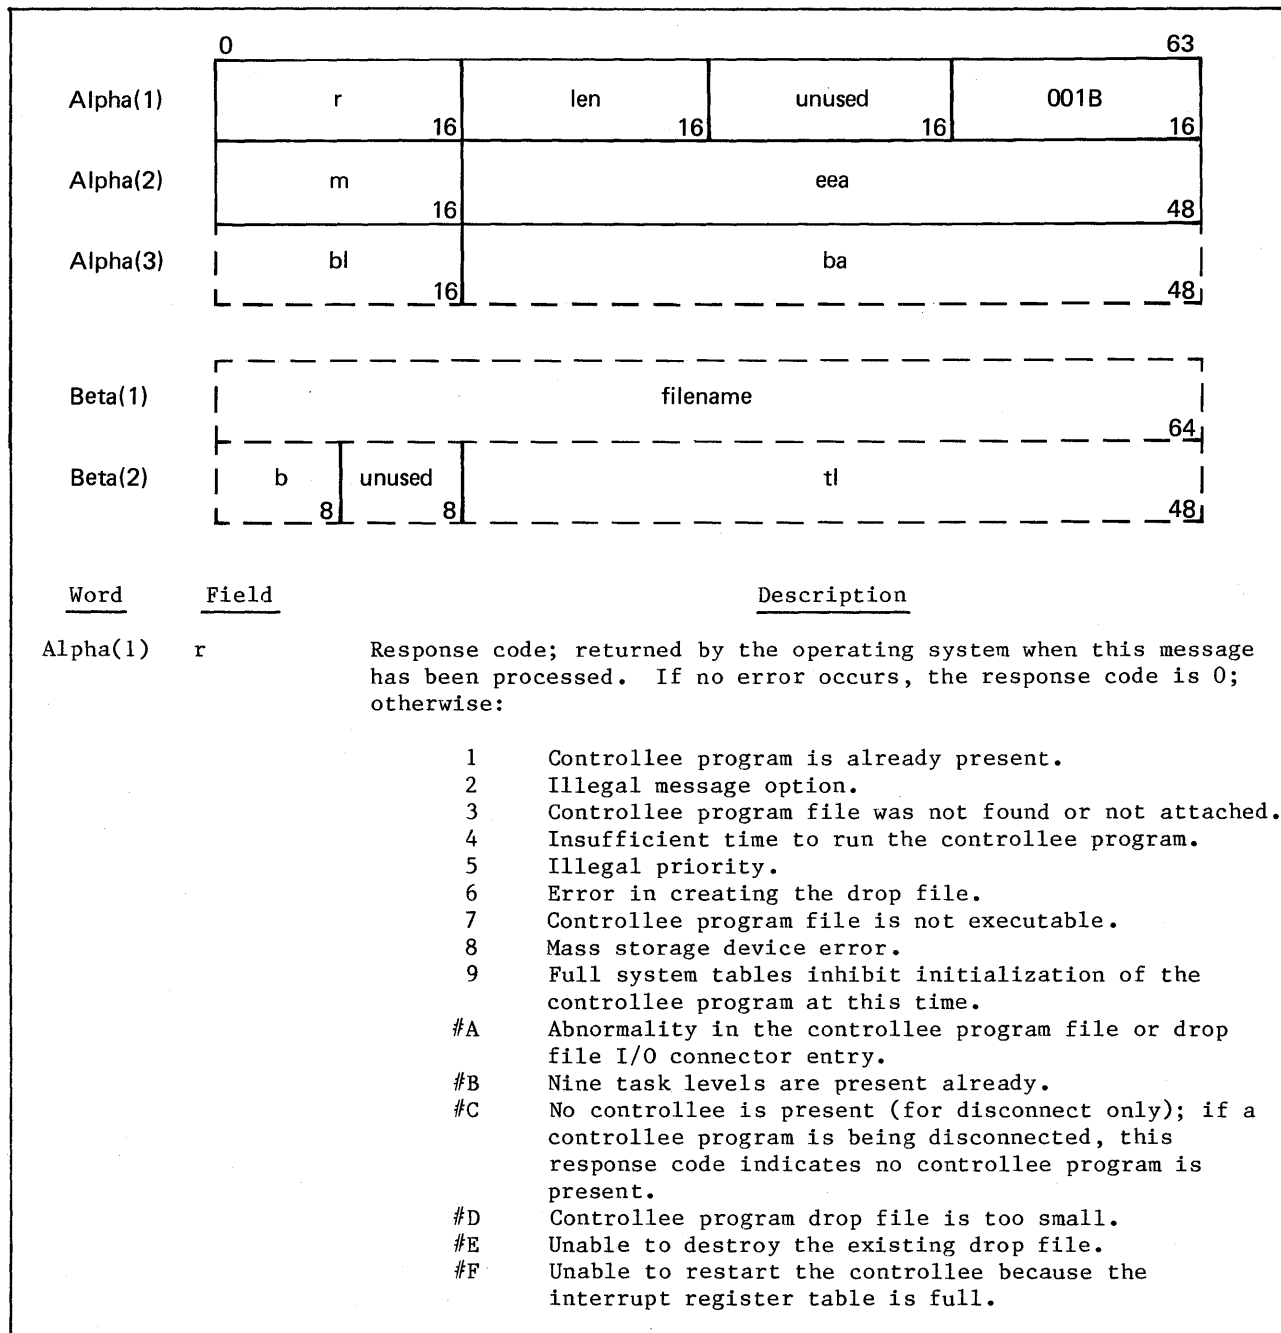 0 63
Alpha(1) r 16 len 16 unused 16 001B 16
Alpha(2) m 16 eea 48
Alpha(3) bl 16 ba 48
Beta(1) filename 64
Beta(2) b 8 unused 8 tl 48
Word Field Description
Alpha(1) r Response code; returned by the operating system when this message
has been processed. If no error occurs, the response code is 0;
otherwise:
1 Controllee program is already present.
2 Illegal message option.
3 Controllee program file was not found or not attached.
4 Insufficient time to run the controllee program.
5 Illegal priority.
6 Error in creating the drop file.
7 Controllee program file is not executable.
8 Mass storage device error.
9 Full system tables inhibit initialization of the
controllee program at this time.
#A Abnormality in the controllee program file or drop
file I/O connector entry.
#B Nine task levels are present already.
#C No controllee is present (for disconnect only); if a
controllee program is being disconnected, this
response code indicates no controllee program is
present.
#D Controllee program drop file is too small.
#E Unable to destroy the existing drop file.
#F Unable to restart the controllee because the
interrupt register table is full.